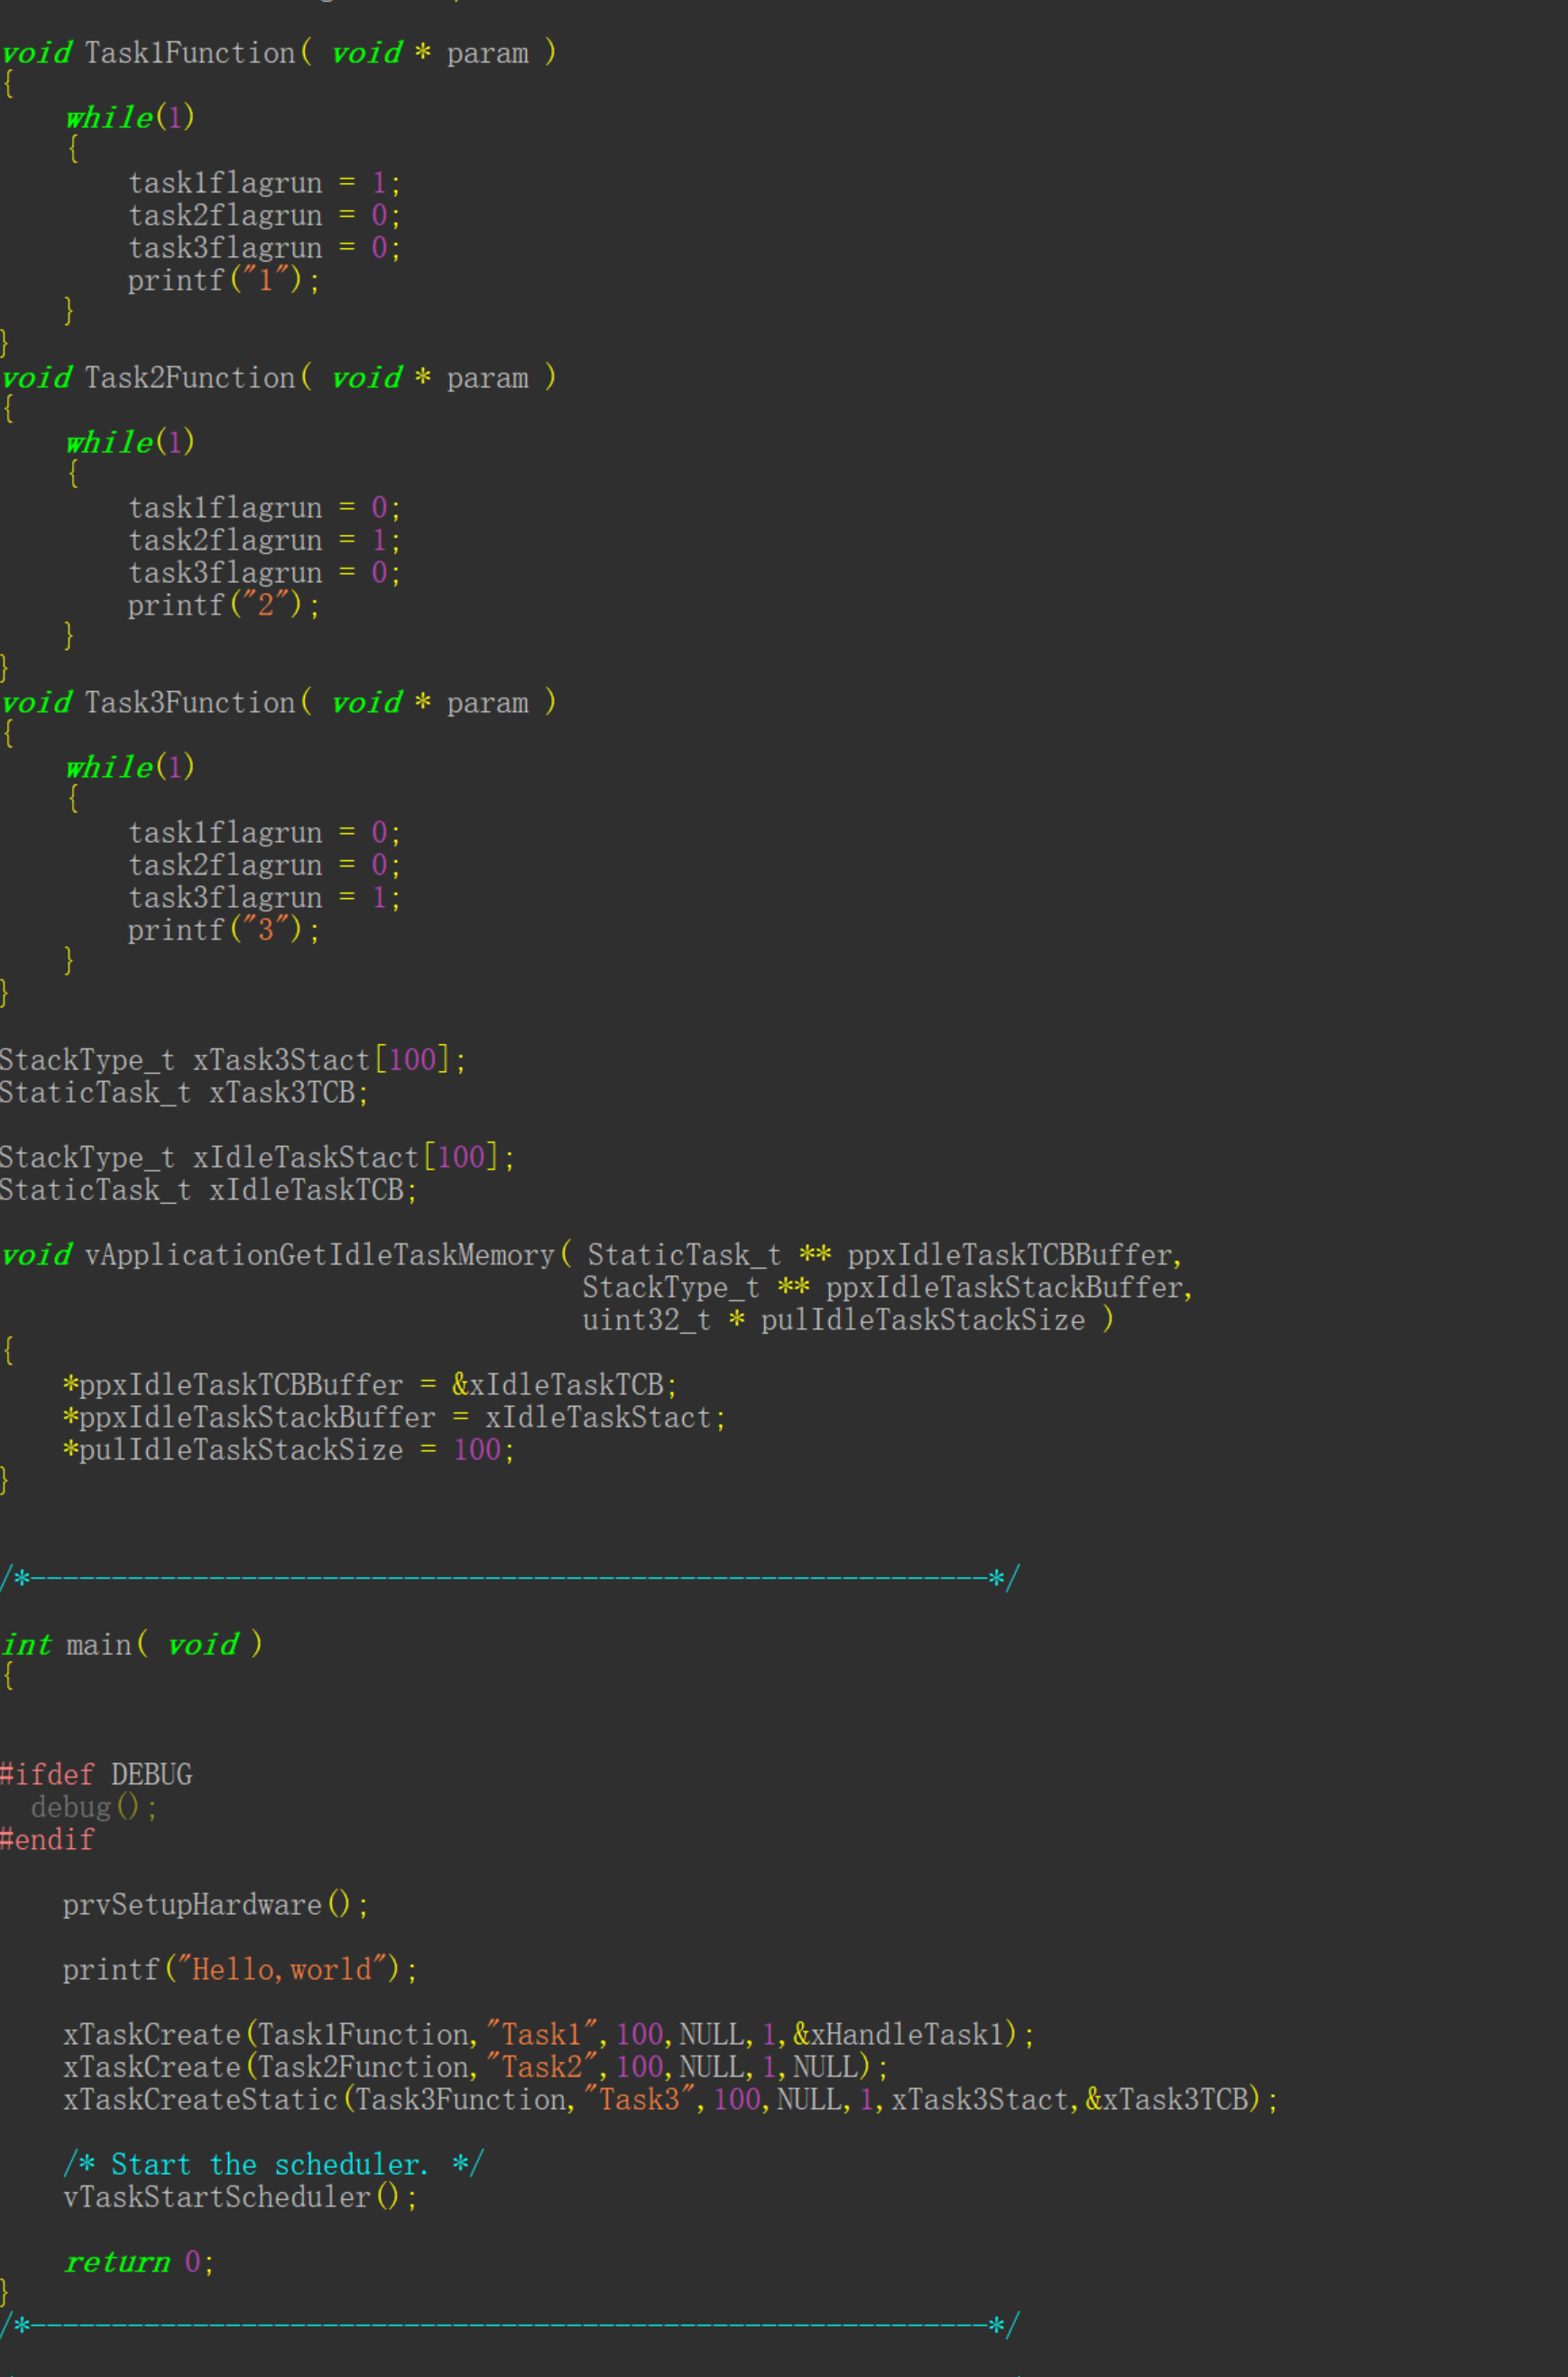 void Task1Function( void * param )
{
    while(1)
    {
        task1flagrun = 1;
        task2flagrun = 0;
        task3flagrun = 0;
        printf("1");
    }
}
void Task2Function( void * param )
{
    while(1)
    {
        task1flagrun = 0;
        task2flagrun = 1;
        task3flagrun = 0;
        printf("2");
    }
}
void Task3Function( void * param )
{
    while(1)
    {
        task1flagrun = 0;
        task2flagrun = 0;
        task3flagrun = 1;
        printf("3");
    }
}

StackType_t xTask3Stact[100];
StaticTask_t xTask3TCB;

StackType_t xIdleTaskStact[100];
StaticTask_t xIdleTaskTCB;

void vApplicationGetIdleTaskMemory( StaticTask_t ** ppxIdleTaskTCBBuffer,
                                    StackType_t ** ppxIdleTaskStackBuffer,
                                    uint32_t * pulIdleTaskStackSize )
{
    *ppxIdleTaskTCBBuffer = &xIdleTaskTCB;
    *ppxIdleTaskStackBuffer = xIdleTaskStact;
    *pulIdleTaskStackSize = 100;
}

/*-----------------------------------------------------------*/

int main( void )
{

#ifdef DEBUG
  debug();
#endif

    prvSetupHardware();

    printf("Hello,world");

    xTaskCreate(Task1Function,"Task1",100,NULL,1,&xHandleTask1);
    xTaskCreate(Task2Function,"Task2",100,NULL,1,NULL);
    xTaskCreateStatic(Task3Function,"Task3",100,NULL,1,xTask3Stact,&xTask3TCB);

    /* Start the scheduler. */
    vTaskStartScheduler();

    return 0;
}
/*-----------------------------------------------------------*/